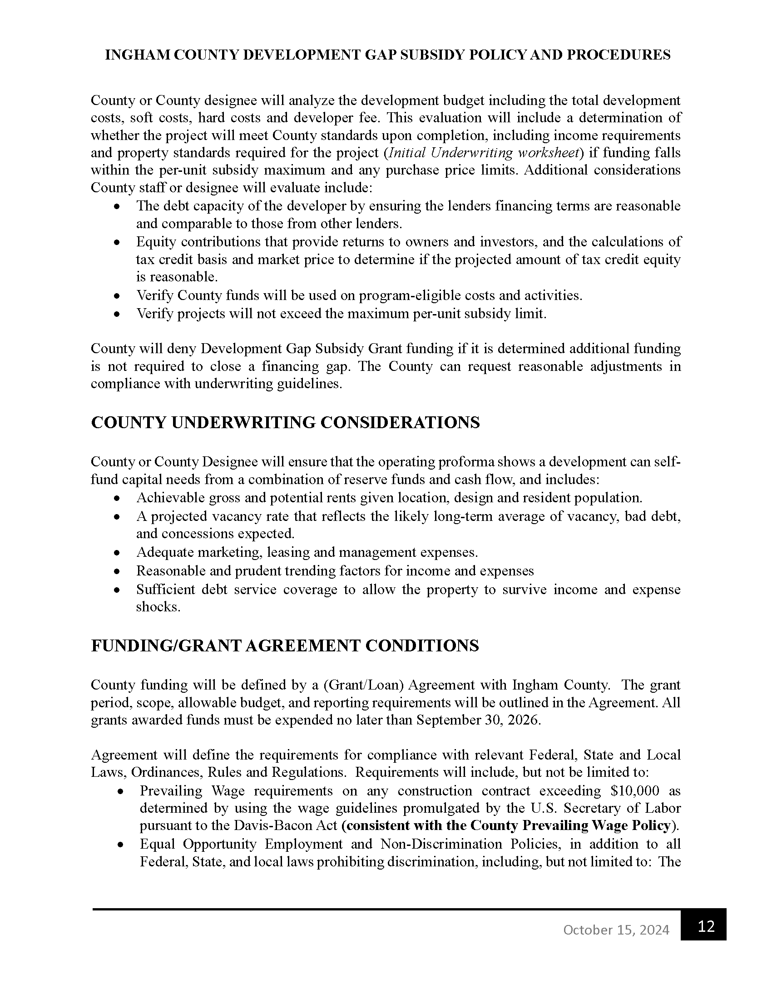 INGHAM COUNTY DEVELOPMENT GAP SUBSIDY POLICY AND PROCEDURES
County or County designee will analyze the development budget including the total development
costs, soft costs, hard costs and developer fee. This evaluation will include a determination of
whether the project will meet County standards upon completion, including income requirements
and property standards required for the project (Initial Underwriting worksheet) if funding falls
within the per-unit subsidy maximum and any purchase price limits. Additional considerations
County staff or designee will evaluate include:
• The debt capacity of the developer by ensuring the lenders financing terms are reasonable
and comparable to those from other lenders.
• Equity contributions that provide returns to owners and investors, and the calculations of
tax credit basis and market price to determine if the projected amount of tax credit equity
is reasonable.
• Verify County funds will be used on program-eligible costs and activities.
• Verify projects will not exceed the maximum per-unit subsidy limit.
County will deny Development Gap Subsidy Grant funding if it is determined additional funding
is not required to close a financing gap. The County can request reasonable adjustments in
compliance with underwriting guidelines.
COUNTY UNDERWRITING CONSIDERATIONS
County or County Designee will ensure that the operating proforma shows a development can self-
fund capital needs from a combination of reserve funds and cash flow, and includes:
• Achievable gross and potential rents given location, design and resident population.
• A projected vacancy rate that reflects the likely long-term average of vacancy, bad debt,
and concessions expected.
• Adequate marketing, leasing and management expenses.
• Reasonable and prudent trending factors for income and expenses
• Sufficient debt service coverage to allow the property to survive income and expense
shocks.
FUNDING/GRANT AGREEMENT CONDITIONS
County funding will be defined by a (Grant/Loan) Agreement with Ingham County.  The grant
period, scope, allowable budget, and reporting requirements will be outlined in the Agreement. All
grants awarded funds must be expended no later than September 30, 2026.
Agreement will define the requirements for compliance with relevant Federal, State and Local
Laws, Ordinances, Rules and Regulations.  Requirements will include, but not be limited to:
• Prevailing Wage requirements on any construction contract exceeding $10,000 as
determined by using the wage guidelines promulgated by the U.S. Secretary of Labor
pursuant to the Davis-Bacon Act (consistent with the County Prevailing Wage Policy).
• Equal Opportunity Employment and Non-Discrimination Policies, in addition to all
Federal, State, and local laws prohibiting discrimination, including, but not limited to:  The
October 15, 2024 12